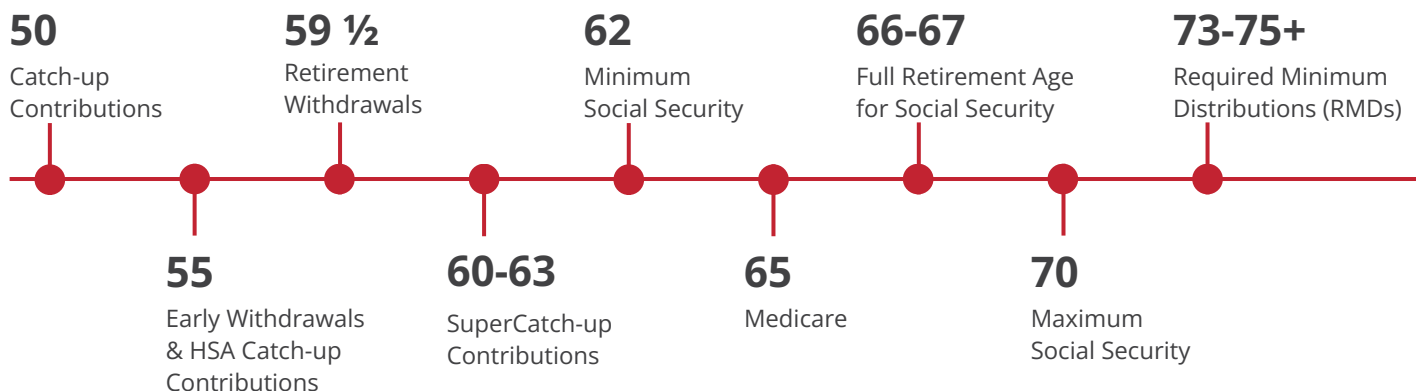 50
Catch-up
Contributions
59 ½
Retirement
Withdrawals
62
Minimum
Social Security
66-67
Full Retirement Age
for Social Security
73-75+
Required Minimum
Distributions (RMDs)
55
Early Withdrawals
& HSA Catch-up
Contributions
60-63
SuperCatch-up
Contributions
65
Medicare
70
Maximum
Social Security